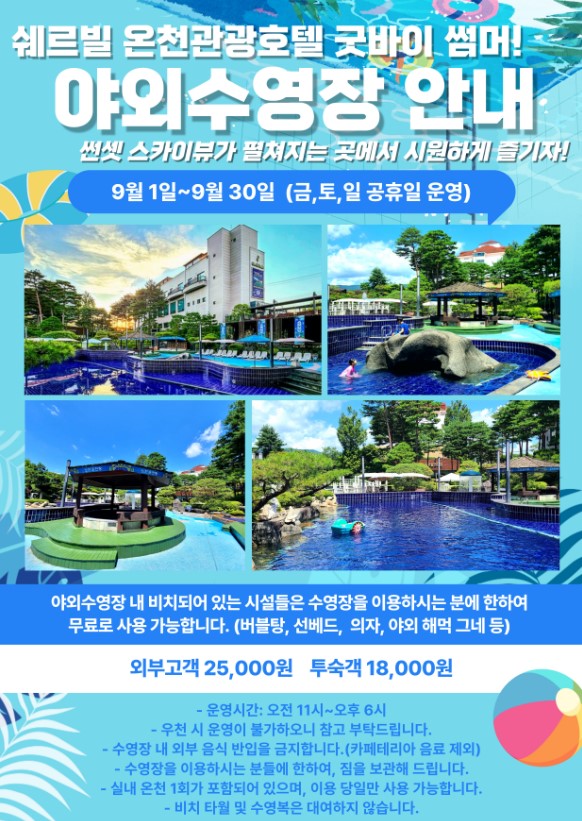 쉐르빌 온천관광호텔 굿바이 썸머!
야외수영장 안내
썬셋 스카이뷰가 펼쳐지는 곳에서 시원하게 즐기자!
9월 1일~9월 30일 (금,토,일 공휴일 운영)
야외수영장 내 비치되어 있는 시설들은 수영장을 이용하시는 분에 한하여
무료로 사용 가능합니다. (버블탕, 선베드, 의자, 야외 해먹 그네 등)
외부고객 25,000원 투숙객 18,000원
- 운영시간: 오전 11시~오후 6시
- 우천 시 운영이 불가하오니 참고 부탁드립니다.
- 수영장 내 외부 음식 반입을 금지합니다.(카페테리아 음료 제외)
- 수영장을 이용하시는 분들에 한하여, 짐을 보관해 드립니다.
- 실내 온천 1회가 포함되어 있으며, 이용 당일만 사용 가능합니다.
- 비치 타월 및 수영복은 대여하지 않습니다.